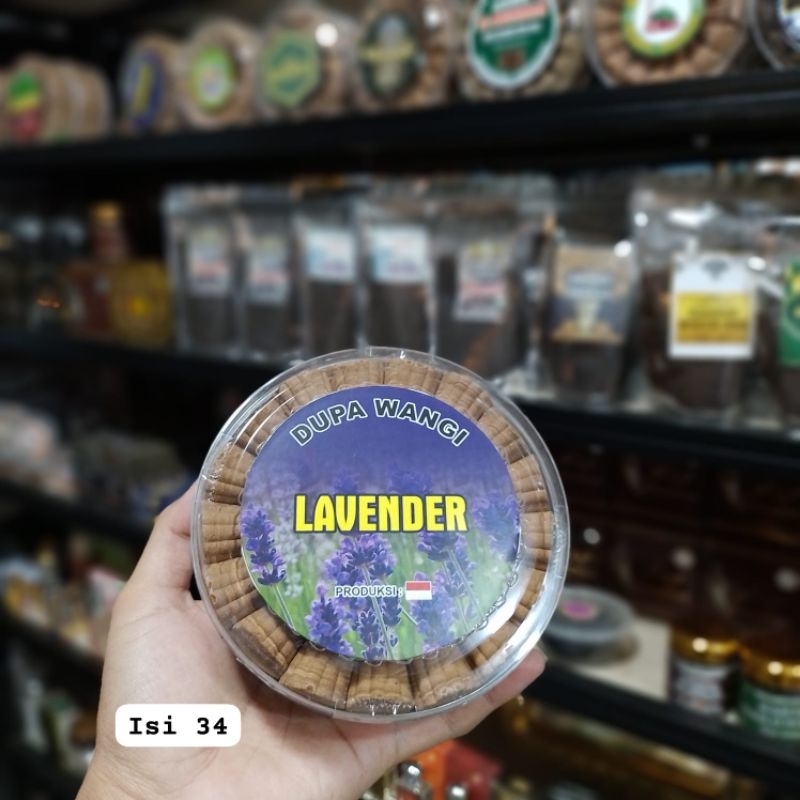 DUPA WANGI
LAVENDER
PRODUKSI :
Isi 34